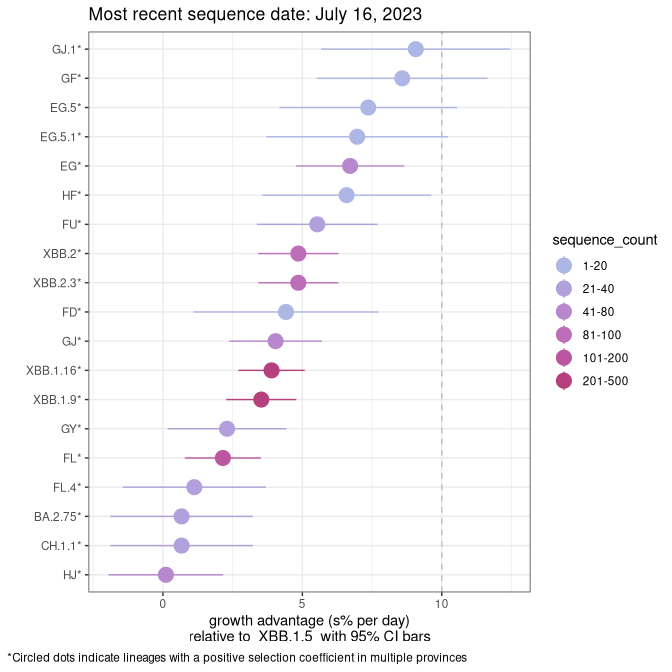 Most recent sequence date: July 16, 2023
GJ.1*
GF*
EG.5*
EG.5.1*
EG*
HF*
FU*
XBB.2*
XBB.2.3*
FD*
GJ*
XBB.1.16*
XBB.1.9*
GY*
FL*
FL.4*
BA.2.75*
CH.1.1*
HJ*
0 5 10
growth advantage (s% per day)
relative to XBB.1.5 with 95% CI bars
sequence_count
1-20
21-40
41-80
81-100
101-200
201-500
*Circled dots indicate lineages with a positive selection coefficient in multiple provinces